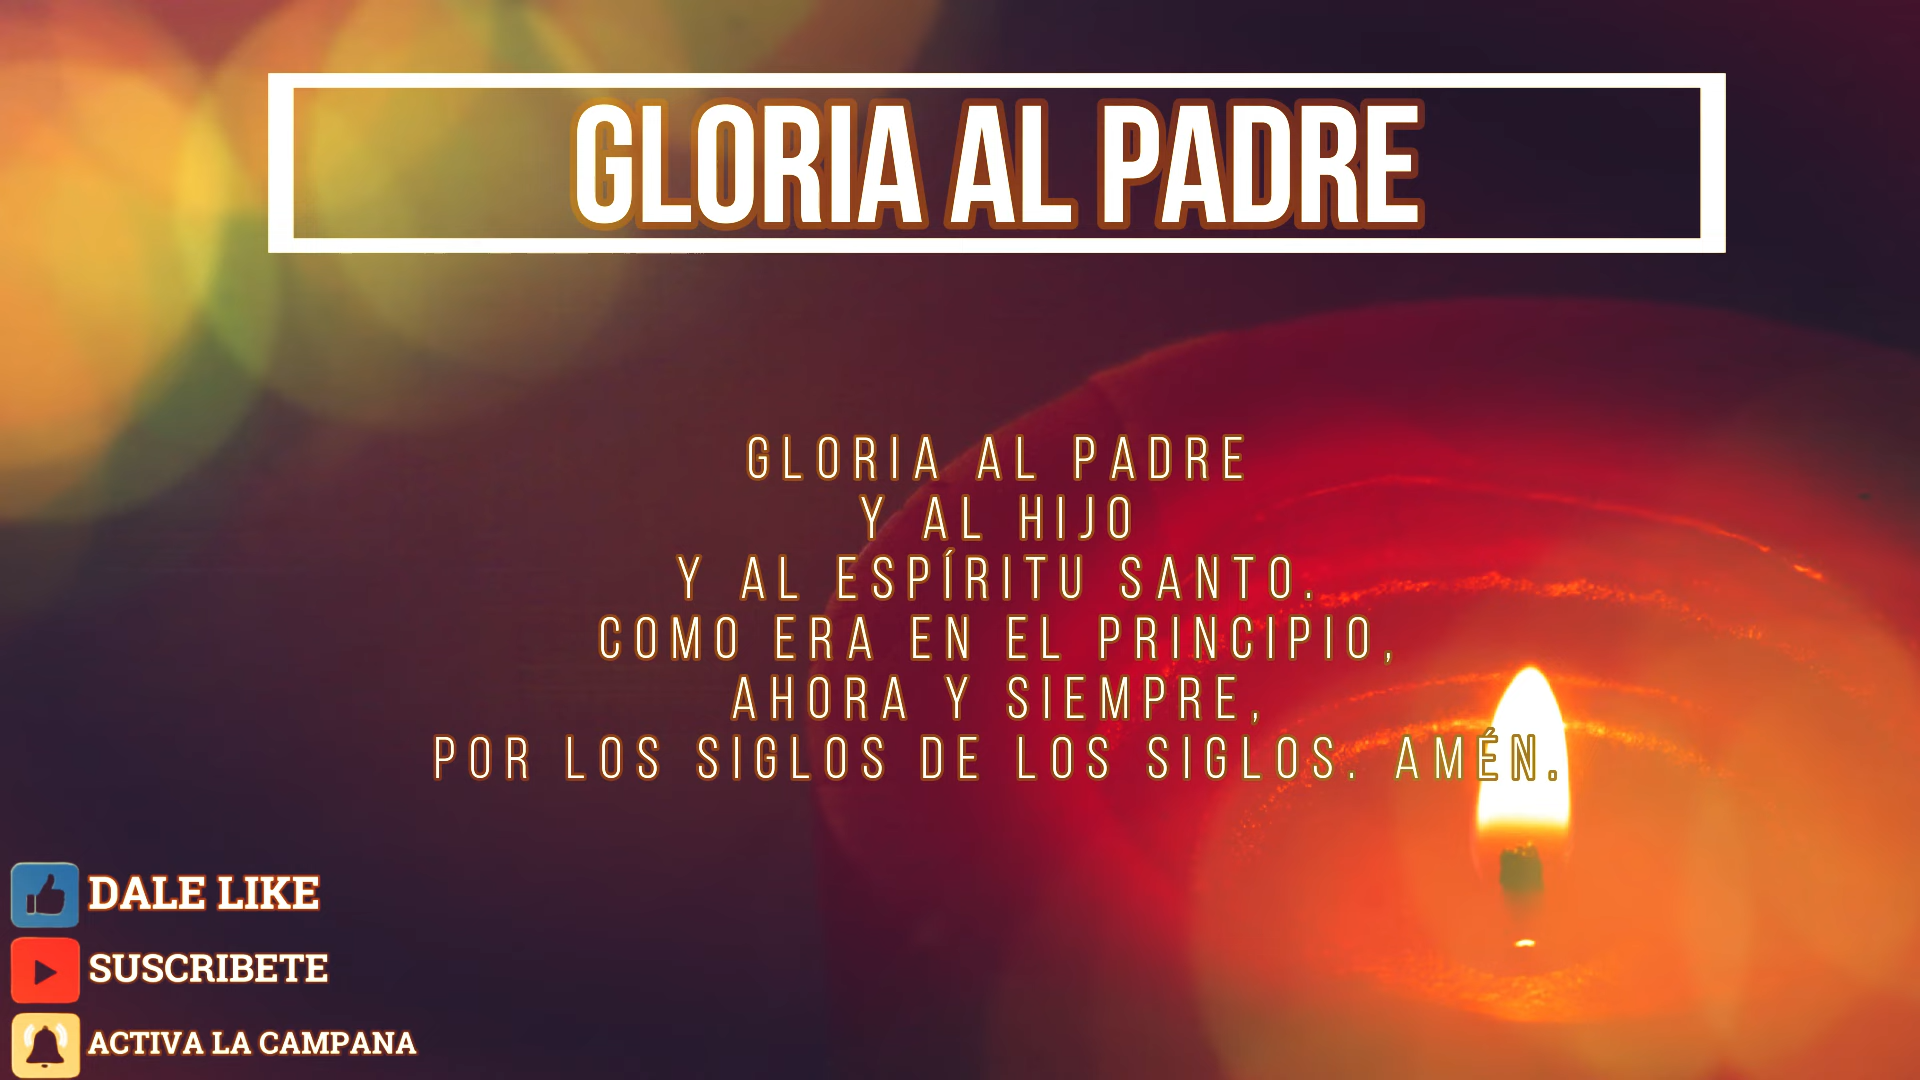 GLORIA AL PADRE
GLORIA AL PADRE
Y AL HIJO
Y AL ESPÍRITU SANTO.
COMO ERA EN EL PRINCIPIO,
AHORA Y SIEMPRE,
POR LOS SIGLOS DE LOS SIGLOS. AMÉN.
DALE LIKE
SUSCRIBETE
ACTIVA LA CAMPANA